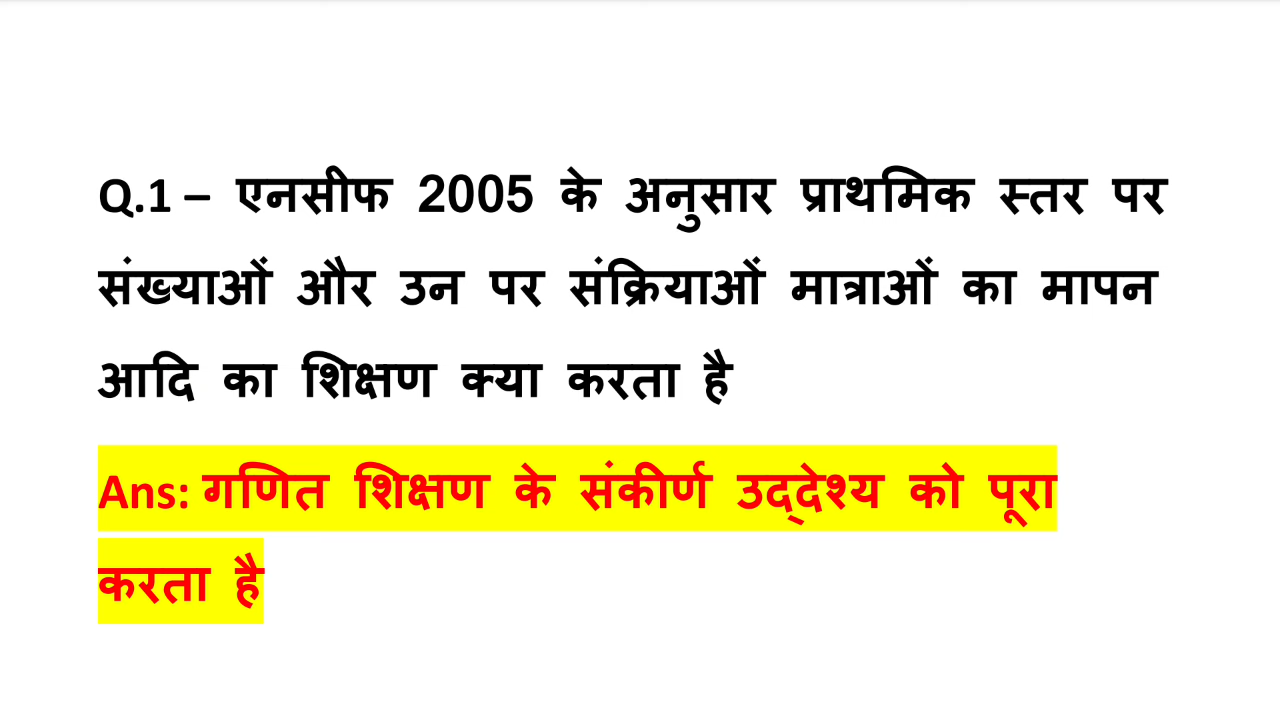 Q.1 – एनसीफ 2005 के अनुसार प्राथमिक स्तर पर
संख्याओं और उन पर संक्रियाओं मात्राओं का मापन
आदि का शिक्षण क्या करता है
Ans: गणित शिक्षण के संकीर्ण उद्देश्य को पूरा
करता है